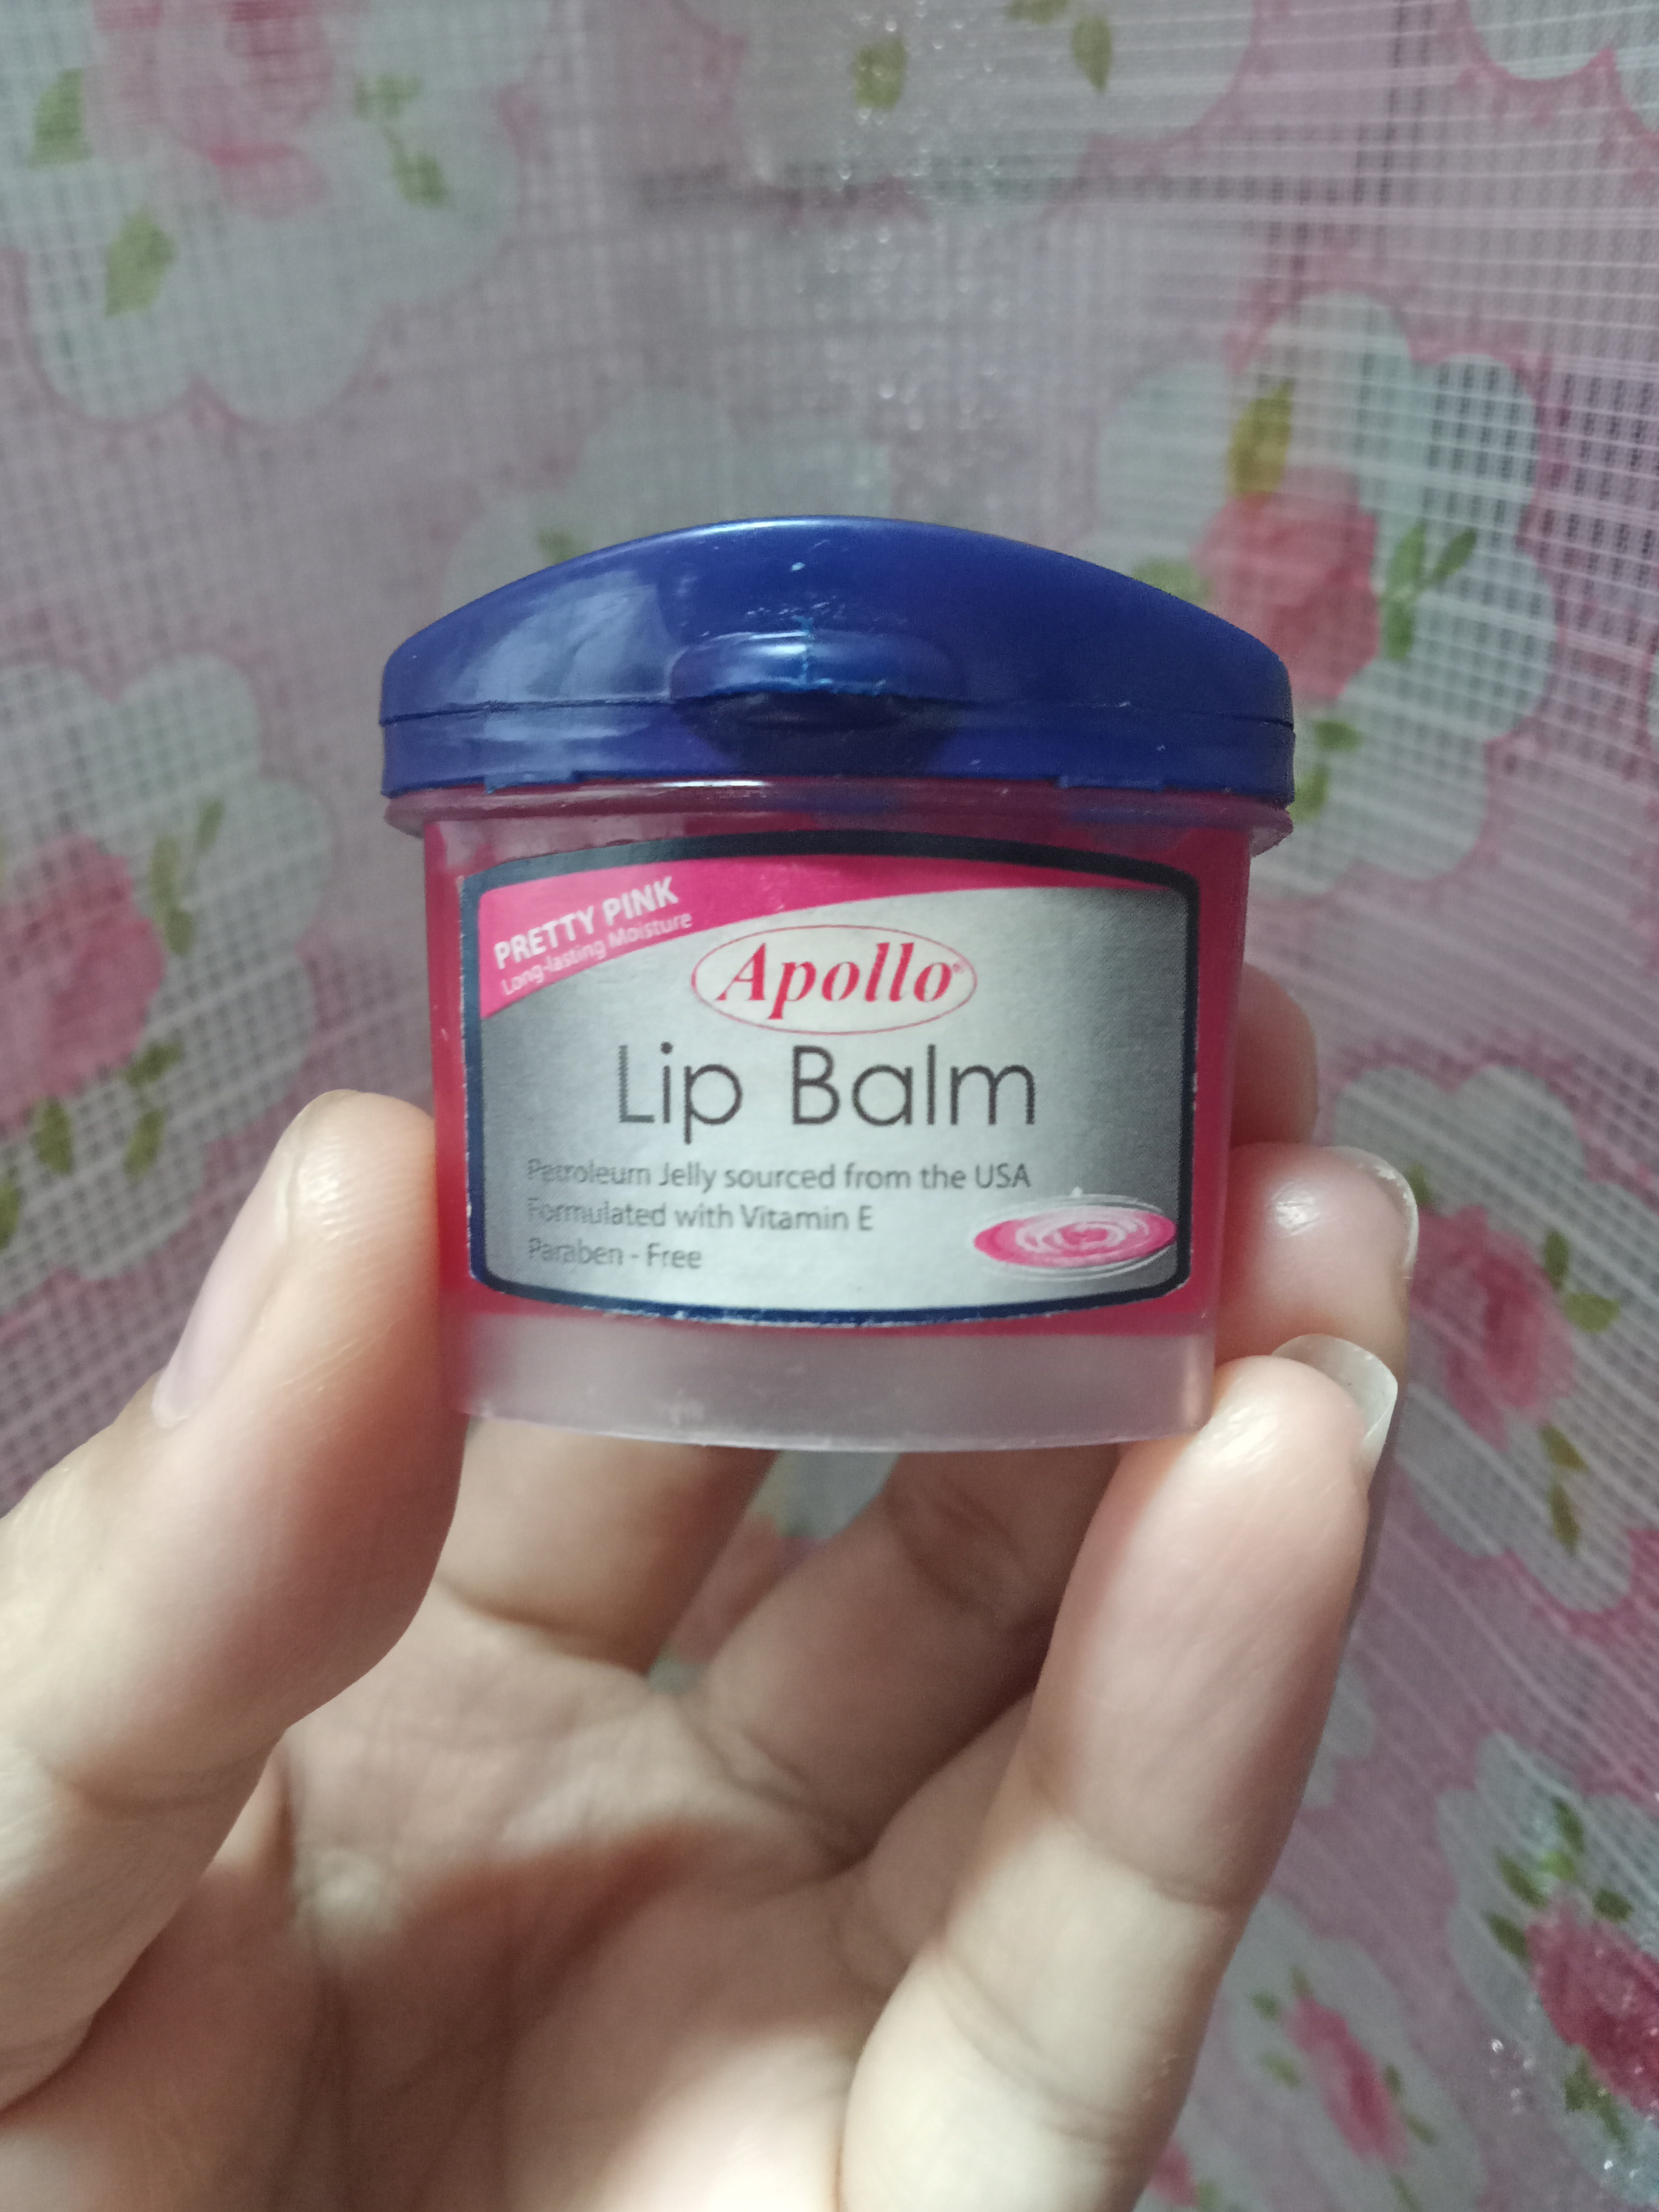 PRETTY PINK
Long-lasting Moisture
Apollo®
Lip Balm
Petroleum Jelly sourced from the USA
Formulated with Vitamin E
Paraben - Free